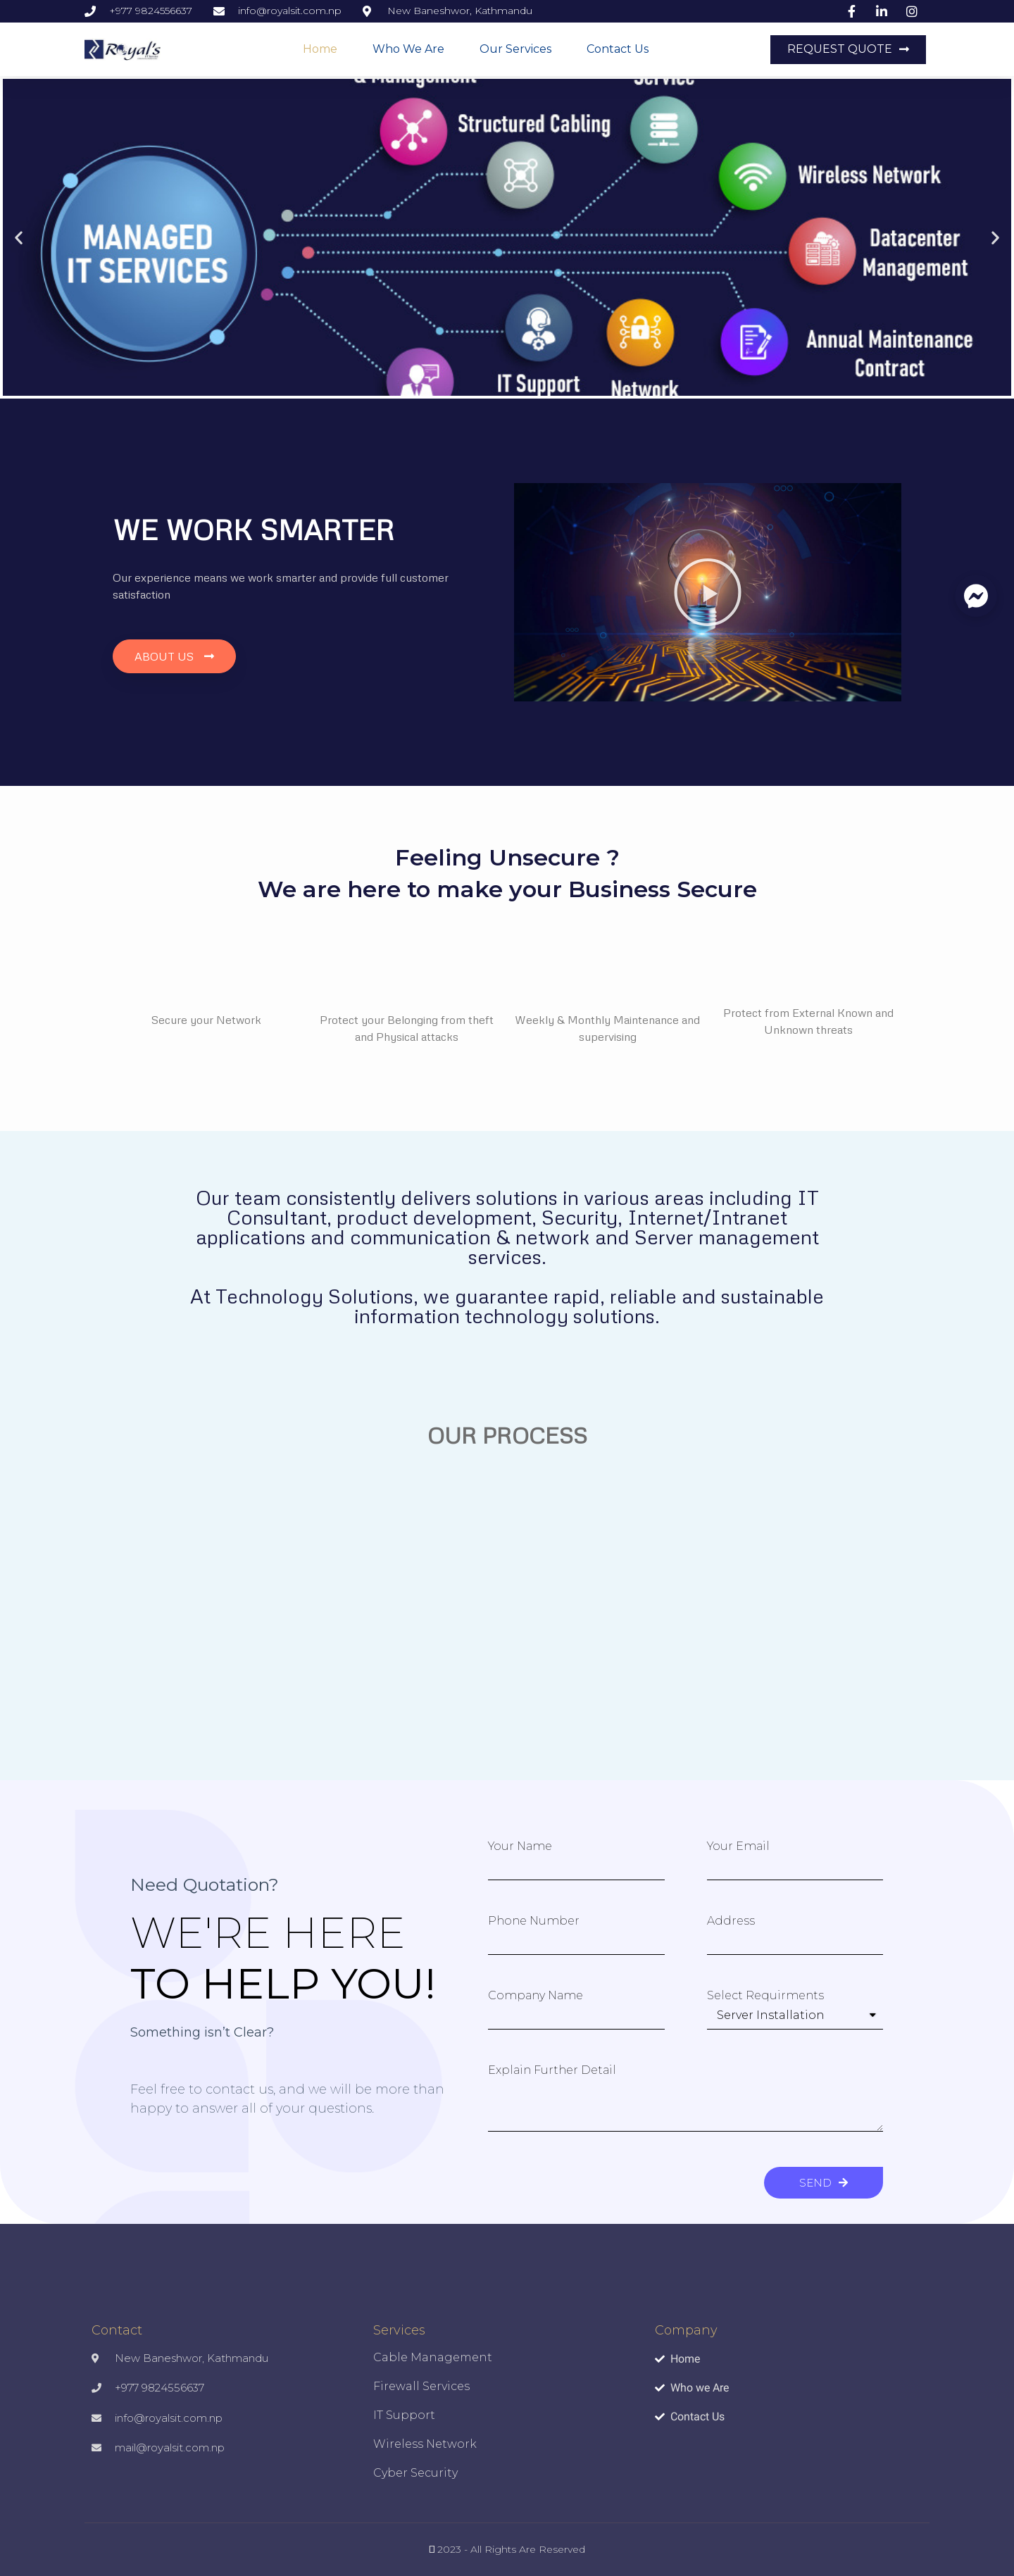 +977 9824556637
info@royalsit.com.np
New Baneshwor, Kathmandu
Royal's
Home
Who We Are
Our Services
Contact Us
REQUEST QUOTE
& Management
Service
Structured Cabling
Wireless Network
MANAGED
IT SERVICES
Datacenter
Management
Annual Maintenance
Contract
IT Support
Network
WE WORK SMARTER
Our experience means we work smarter and provide full customer
satisfaction
ABOUT US
Feeling Unsecure ?
We are here to make your Business Secure
Secure your Network
Protect your Belonging from theft
and Physical attacks
Weekly & Monthly Maintenance and
supervising
Protect from External Known and
Unknown threats
Our team consistently delivers solutions in various areas including IT
Consultant, product development, Security, Internet/Intranet
applications and communication & network and Server management
services.
At Technology Solutions, we guarantee rapid, reliable and sustainable
information technology solutions.
OUR PROCESS
Need Quotation?
WE'RE HERE
TO HELP YOU!
Something isn’t Clear?
Feel free to contact us, and we will be more than
happy to answer all of your questions.
Your Name
Your Email
Phone Number
Address
Company Name
Select Requirments
Server Installation
Explain Further Detail
SEND
Contact
New Baneshwor, Kathmandu
+977 9824556637
info@royalsit.com.np
mail@royalsit.com.np
Services
Cable Management
Firewall Services
IT Support
Wireless Network
Cyber Security
Company
Home
Who we Are
Contact Us
2023 - All Rights Are Reserved